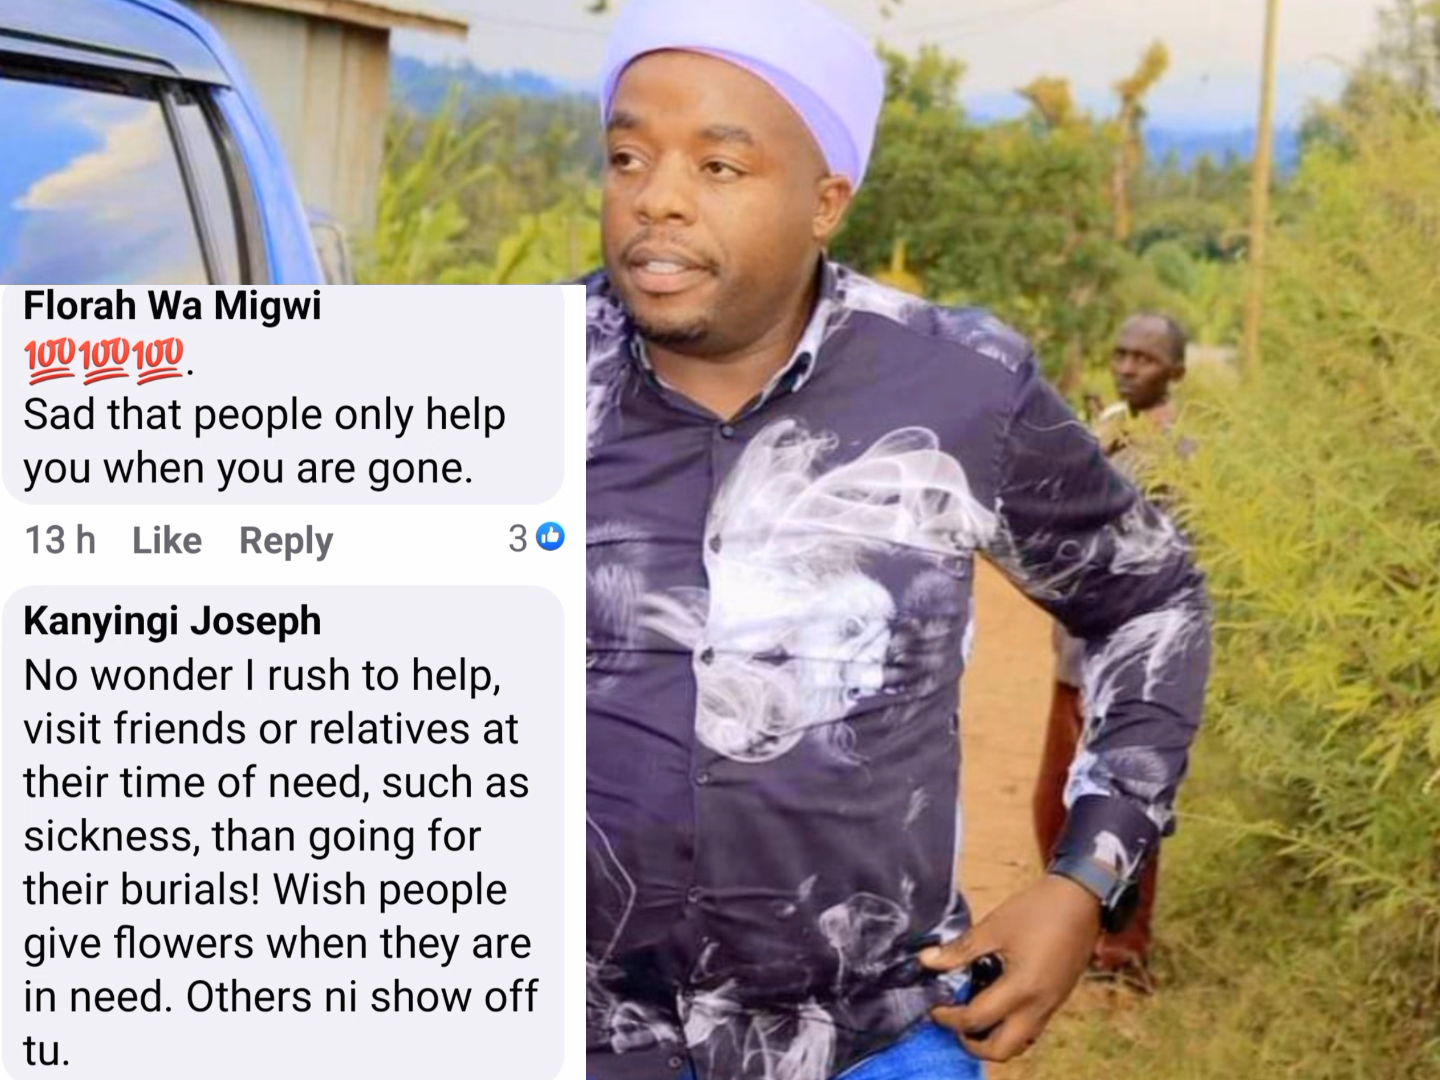 Florah Wa Migwi
💯💯💯.
Sad that people only help
you when you are gone.
13 h Like Reply 3
Kanyingi Joseph
No wonder I rush to help,
visit friends or relatives at
their time of need, such as
sickness, than going for
their burials! Wish people
give flowers when they are
in need. Others ni show off
tu.